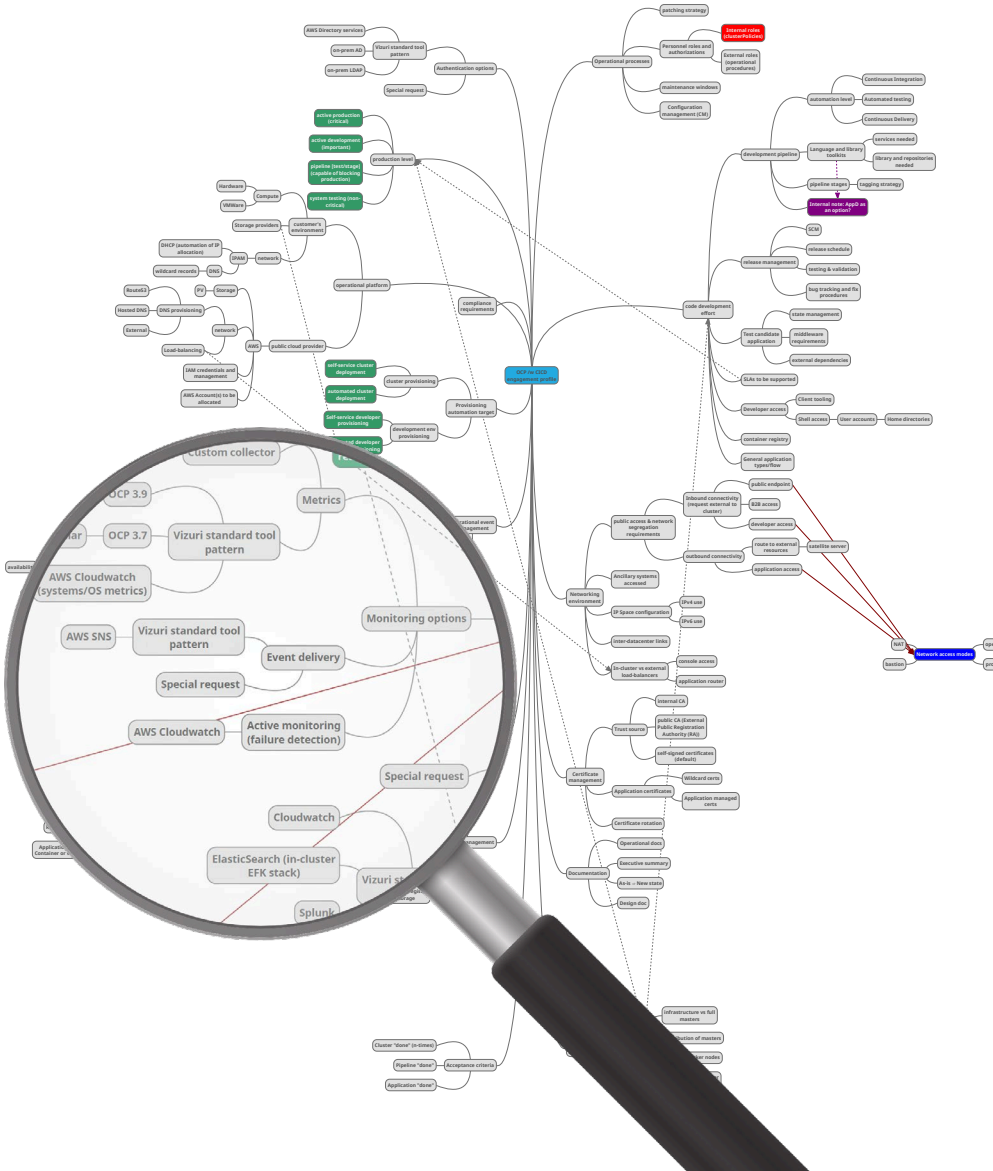 AWS Directory services
on-prem AD
on-prem LDAP
Vizuri standard tool
pattern
Special request
Authentication options
active production
(critical)
active development
(important)
pipeline [test/stage]
(capable of blocking
production)
system testing (non-
critical)
production level
Hardware
VMWare
Compute
Storage providers
customer's
environment
DHCP (automation of IP
allocation)
wildcard records
DNS
IPAM
network
operational platform
Route53
Hosted DNS
External
DNS provisioning
PV
Storage
network
Load-balancing
IAM credentials and
management
AWS Account(s) to be
allocated
AWS
public cloud provider
compliance
requirements
self-service cluster
deployment
automated cluster
deployment
cluster provisioning
Self-service developer
provisioning
development env
provisioning
Provisioning
automation target
engagement profile
Operational processes
patching strategy
Personnel roles and
authorizations
Internal roles
(clusterPolicies)
External roles
(operational
procedures)
maintenance windows
Configuration
management (CM)
code development
effort
development pipeline
automation level
Continuous Integration
Automated testing
Continuous Delivery
Language and library
toolkits
services needed
library and repositories
needed
pipeline stages
tagging strategy
Internal note: AppD as
an option?
release management
SCM
release schedule
testing & validation
bug tracking and fix
procedures
Test candidate
application
state management
middleware
requirements
external dependencies
SLAs to be supported
Developer access
Client tooling
Shell access
User accounts
Home directories
container registry
General application
types/flow
Networking
environment
public access & network
segregation
requirements
Inbound connectivity
(request external to
cluster)
public endpoint
B2B access
developer access
outbound connectivity
route to external
resources
satellite server
application access
Ancillary systems
accessed
IP Space configuration
IPv4 use
IPv6 use
inter-datacenter links
In-cluster vs external
load-balancers
console access
application router
NAT
bastion
Network access modes
Certificate
management
Trust source
internal CA
public CA (External
Public Registration
Authority (RA))
self-signed certificates
(default)
Application certificates
Wildcard certs
Application managed
certs
Certificate rotation
Documentation
Operational docs
Executive summary
As-is - New state
Design doc
Custom collector
OCP 3.9
OCP 3.7
Metrics
Vizuri standard tool
pattern
AWS Cloudwatch
(systems/OS metrics)
Monitoring options
AWS SNS
Vizuri standard tool
pattern
Event delivery
Special request
AWS Cloudwatch
Active monitoring
(failure detection)
Special request
Cloudwatch
ElasticSearch (in-cluster
EFK stack)
Vizuri
Splunk
infrastructure vs full
masters
of masters
nodes
Cluster "done" (n-times)
Pipeline "done"
Application "done"
Acceptance criteria